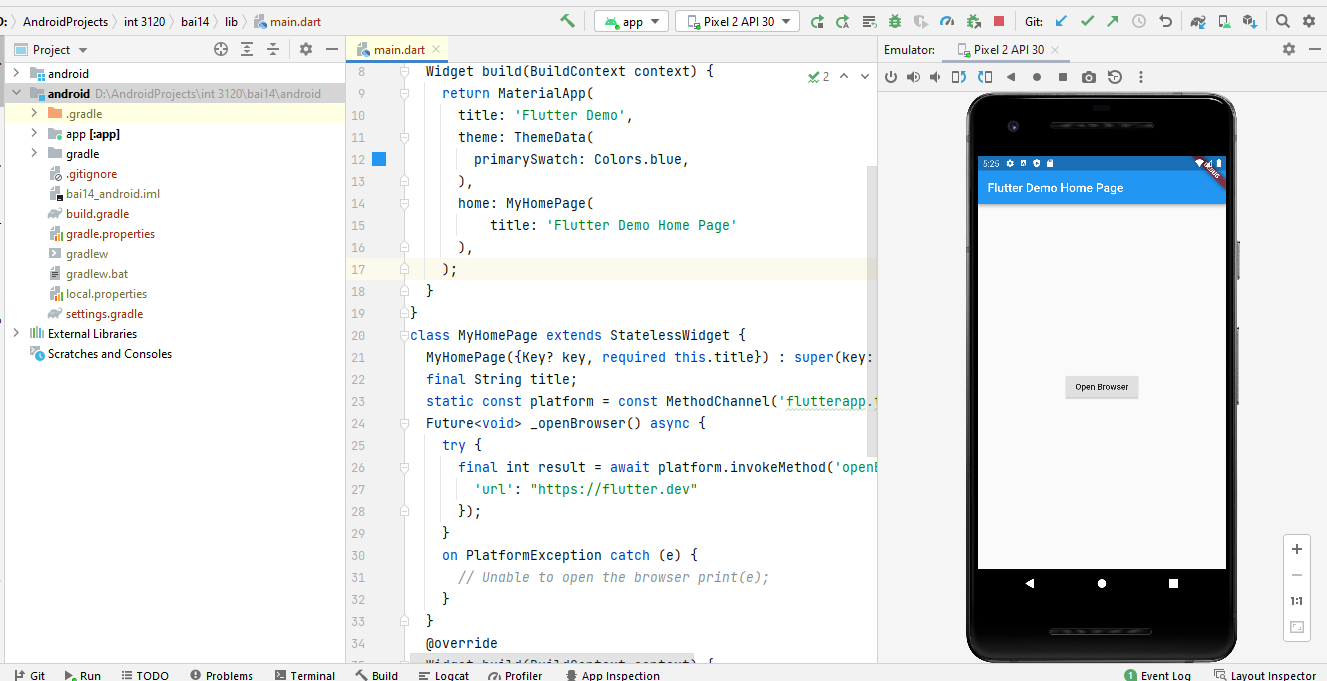 AndroidProjects int 3120 bai14 lib main.dart app Pixel 2 API 30 Git:
Project
android
android D:\AndroidProjects\int 3120\bai14\android
.gradle
app [:app]
gradle
.gitignore
bai14_android.iml
build.gradle
gradle.properties
gradlew
gradlew.bat
local.properties
settings.gradle
External Libraries
Scratches and Consoles
main.dart
2
8 Widget build(BuildContext context) {
9 return MaterialApp(
10 title: 'Flutter Demo',
11 theme: ThemeData(
12 primarySwatch: Colors.blue,
13 ),
14 home: MyHomePage(
15 title: 'Flutter Demo Home Page'
16 ),
17 );
18 }
19 }
20 class MyHomePage extends StatelessWidget {
21 MyHomePage({Key? key, required this.title}) : super(key:
22 final String title;
23 static const platform = const MethodChannel('flutterapp.
24 Future<void> _openBrowser() async {
25 try {
26 final int result = await platform.invokeMethod('openB
27 'url': "https://flutter.dev"
28 });
29 }
30 on PlatformException catch (e) {
31 // Unable to open the browser print(e);
32 }
33 }
34 @override
Widget build(BuildContext context) {
Emulator: Pixel 2 API 30
5:25
DEBUG
Flutter Demo Home Page
Open Browser
1:1
Git Run TODO Problems Terminal Build Logcat Profiler App Inspection 1 Event Log Layout Inspector